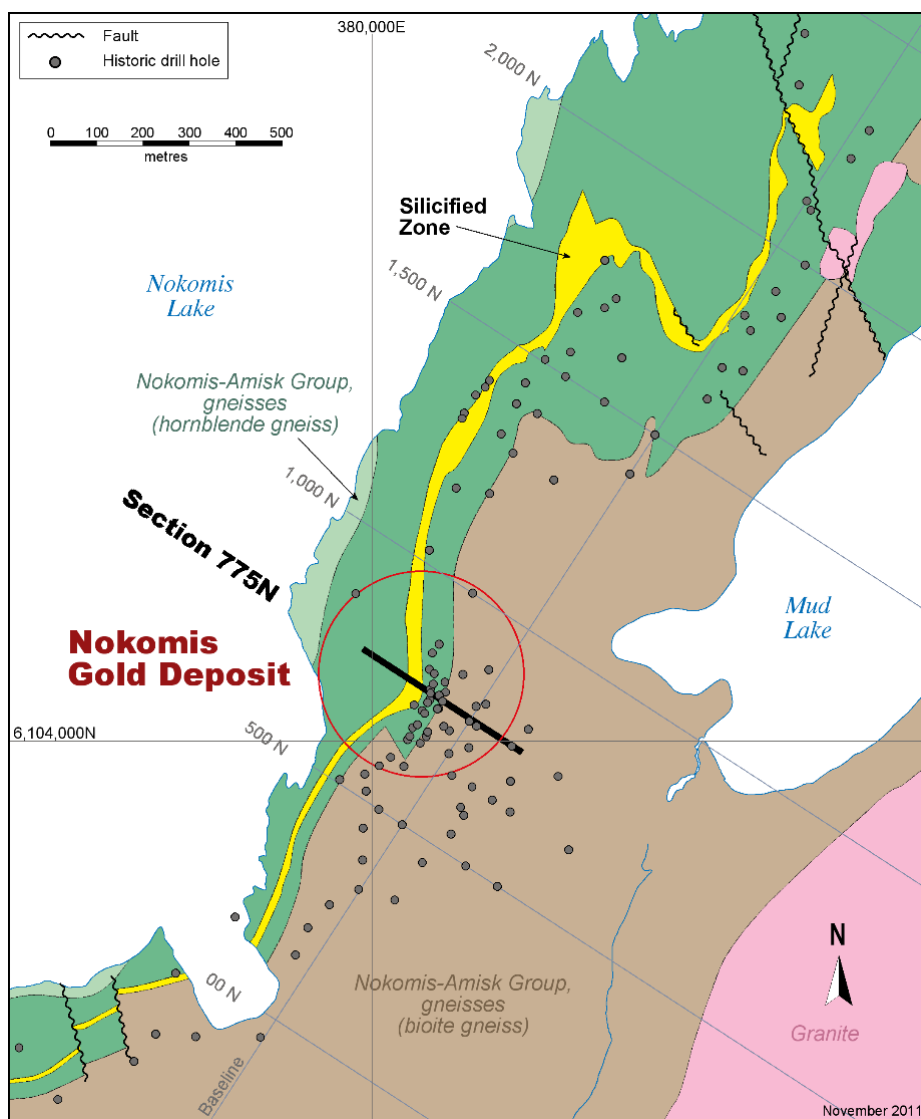 Fault
Historic drill hole
0 100 200 300 400 500
metres
380,000E
2,000 N
Silicified
Zone
1,500 N
Nokomis
Lake
Nokomis-Amisk Group,
gneisses
(hornblende gneiss)
1,000 N
Section 775N
Mud
Lake
Nokomis
Gold Deposit
6,104,000N
500 N
00 N
N
Nokomis-Amisk Group,
gneisses
(bioite gneiss)
Granite
Baseline
November 2011